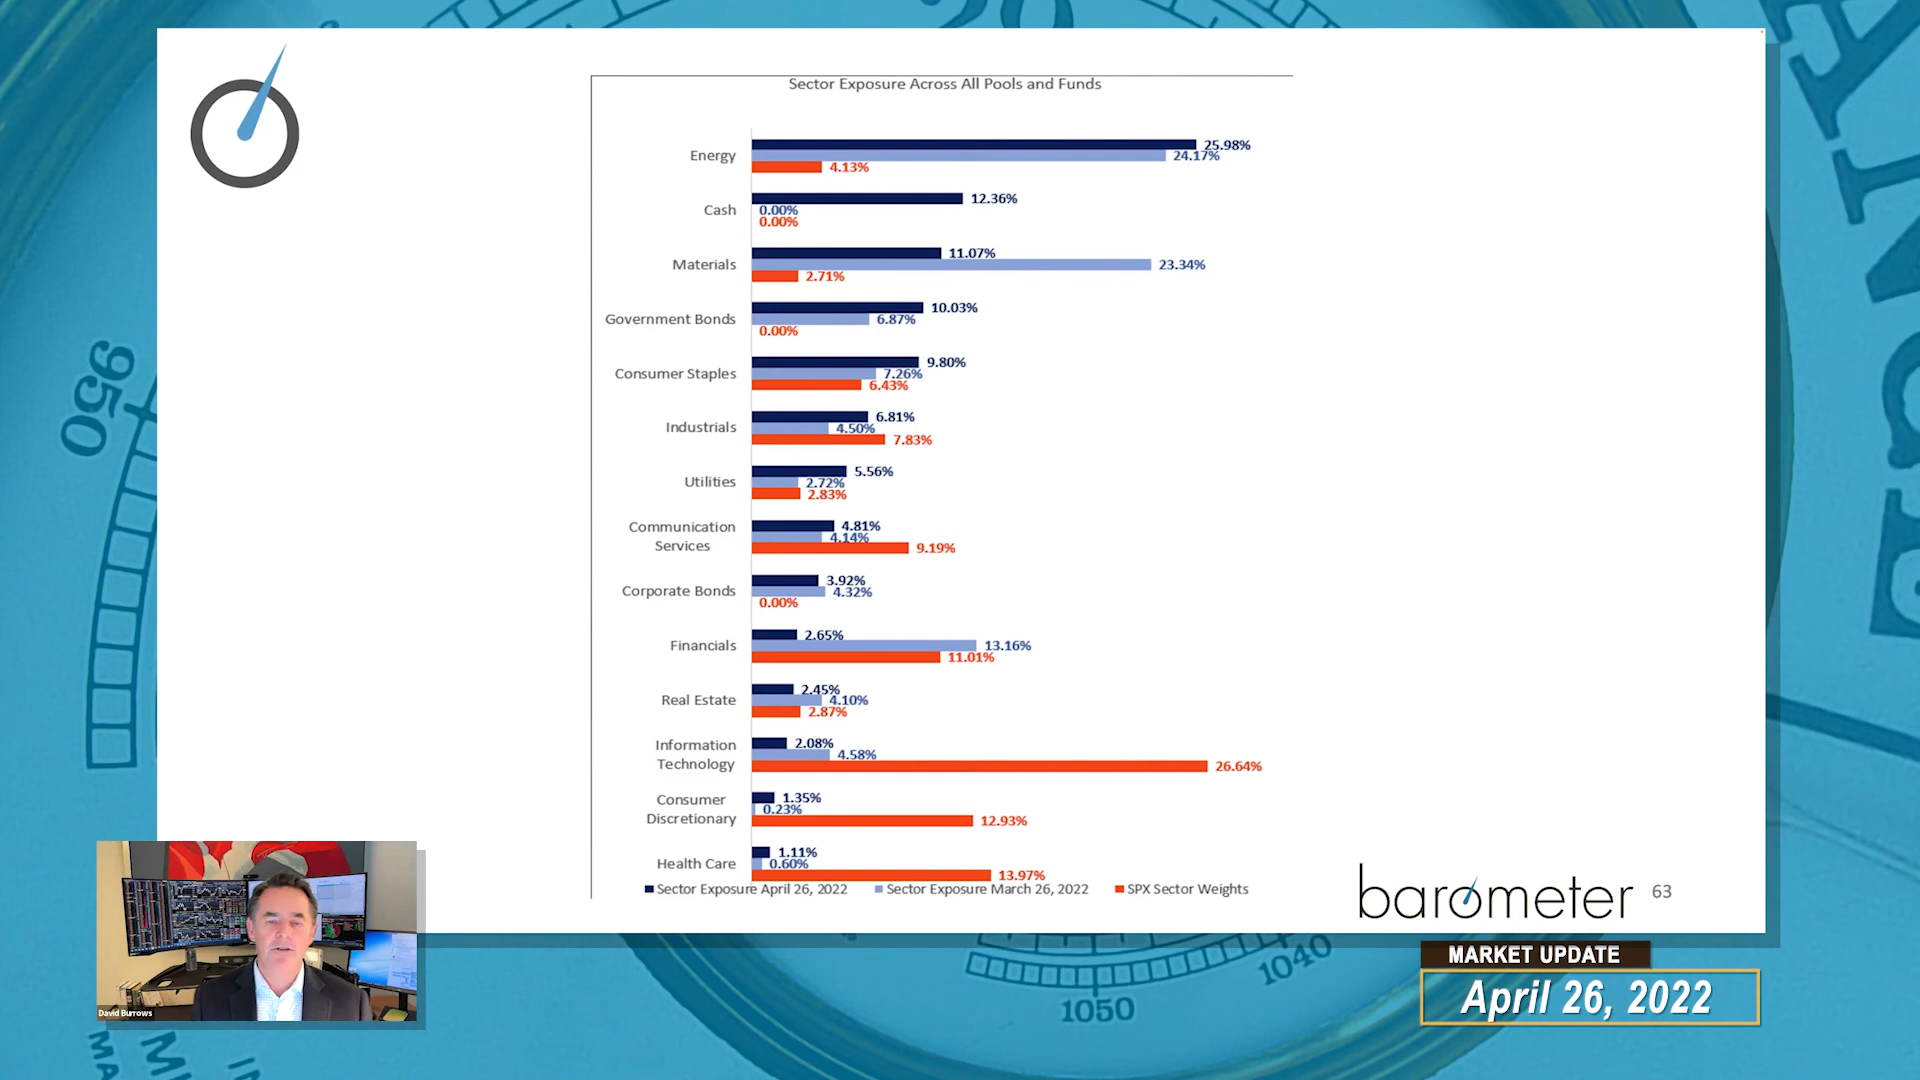 Sector Exposure Across All Pools and Funds
Energy
25.98%
24.17%
4.13%
Cash
12.36%
0.00%
0.00%
Materials
11.07%
23.34%
2.71%
Government Bonds
10.03%
6.87%
0.00%
Consumer Staples
9.80%
7.26%
6.43%
Industrials
6.81%
4.50%
7.83%
Utilities
5.56%
2.72%
2.83%
Communication
Services
4.81%
4.14%
9.19%
Corporate Bonds
3.92%
4.32%
0.00%
Financials
2.65%
13.16%
11.01%
Real Estate
2.45%
4.10%
2.87%
Information
Technology
2.08%
4.58%
26.64%
Consumer
Discretionary
1.35%
0.23%
12.93%
Health Care
1.11%
0.60%
13.97%
Sector Exposure April 26, 2022 Sector Exposure March 26, 2022 SPX Sector Weights
barometer 63
MARKET UPDATE
April 26, 2022
David Burrows
950
1050
1040